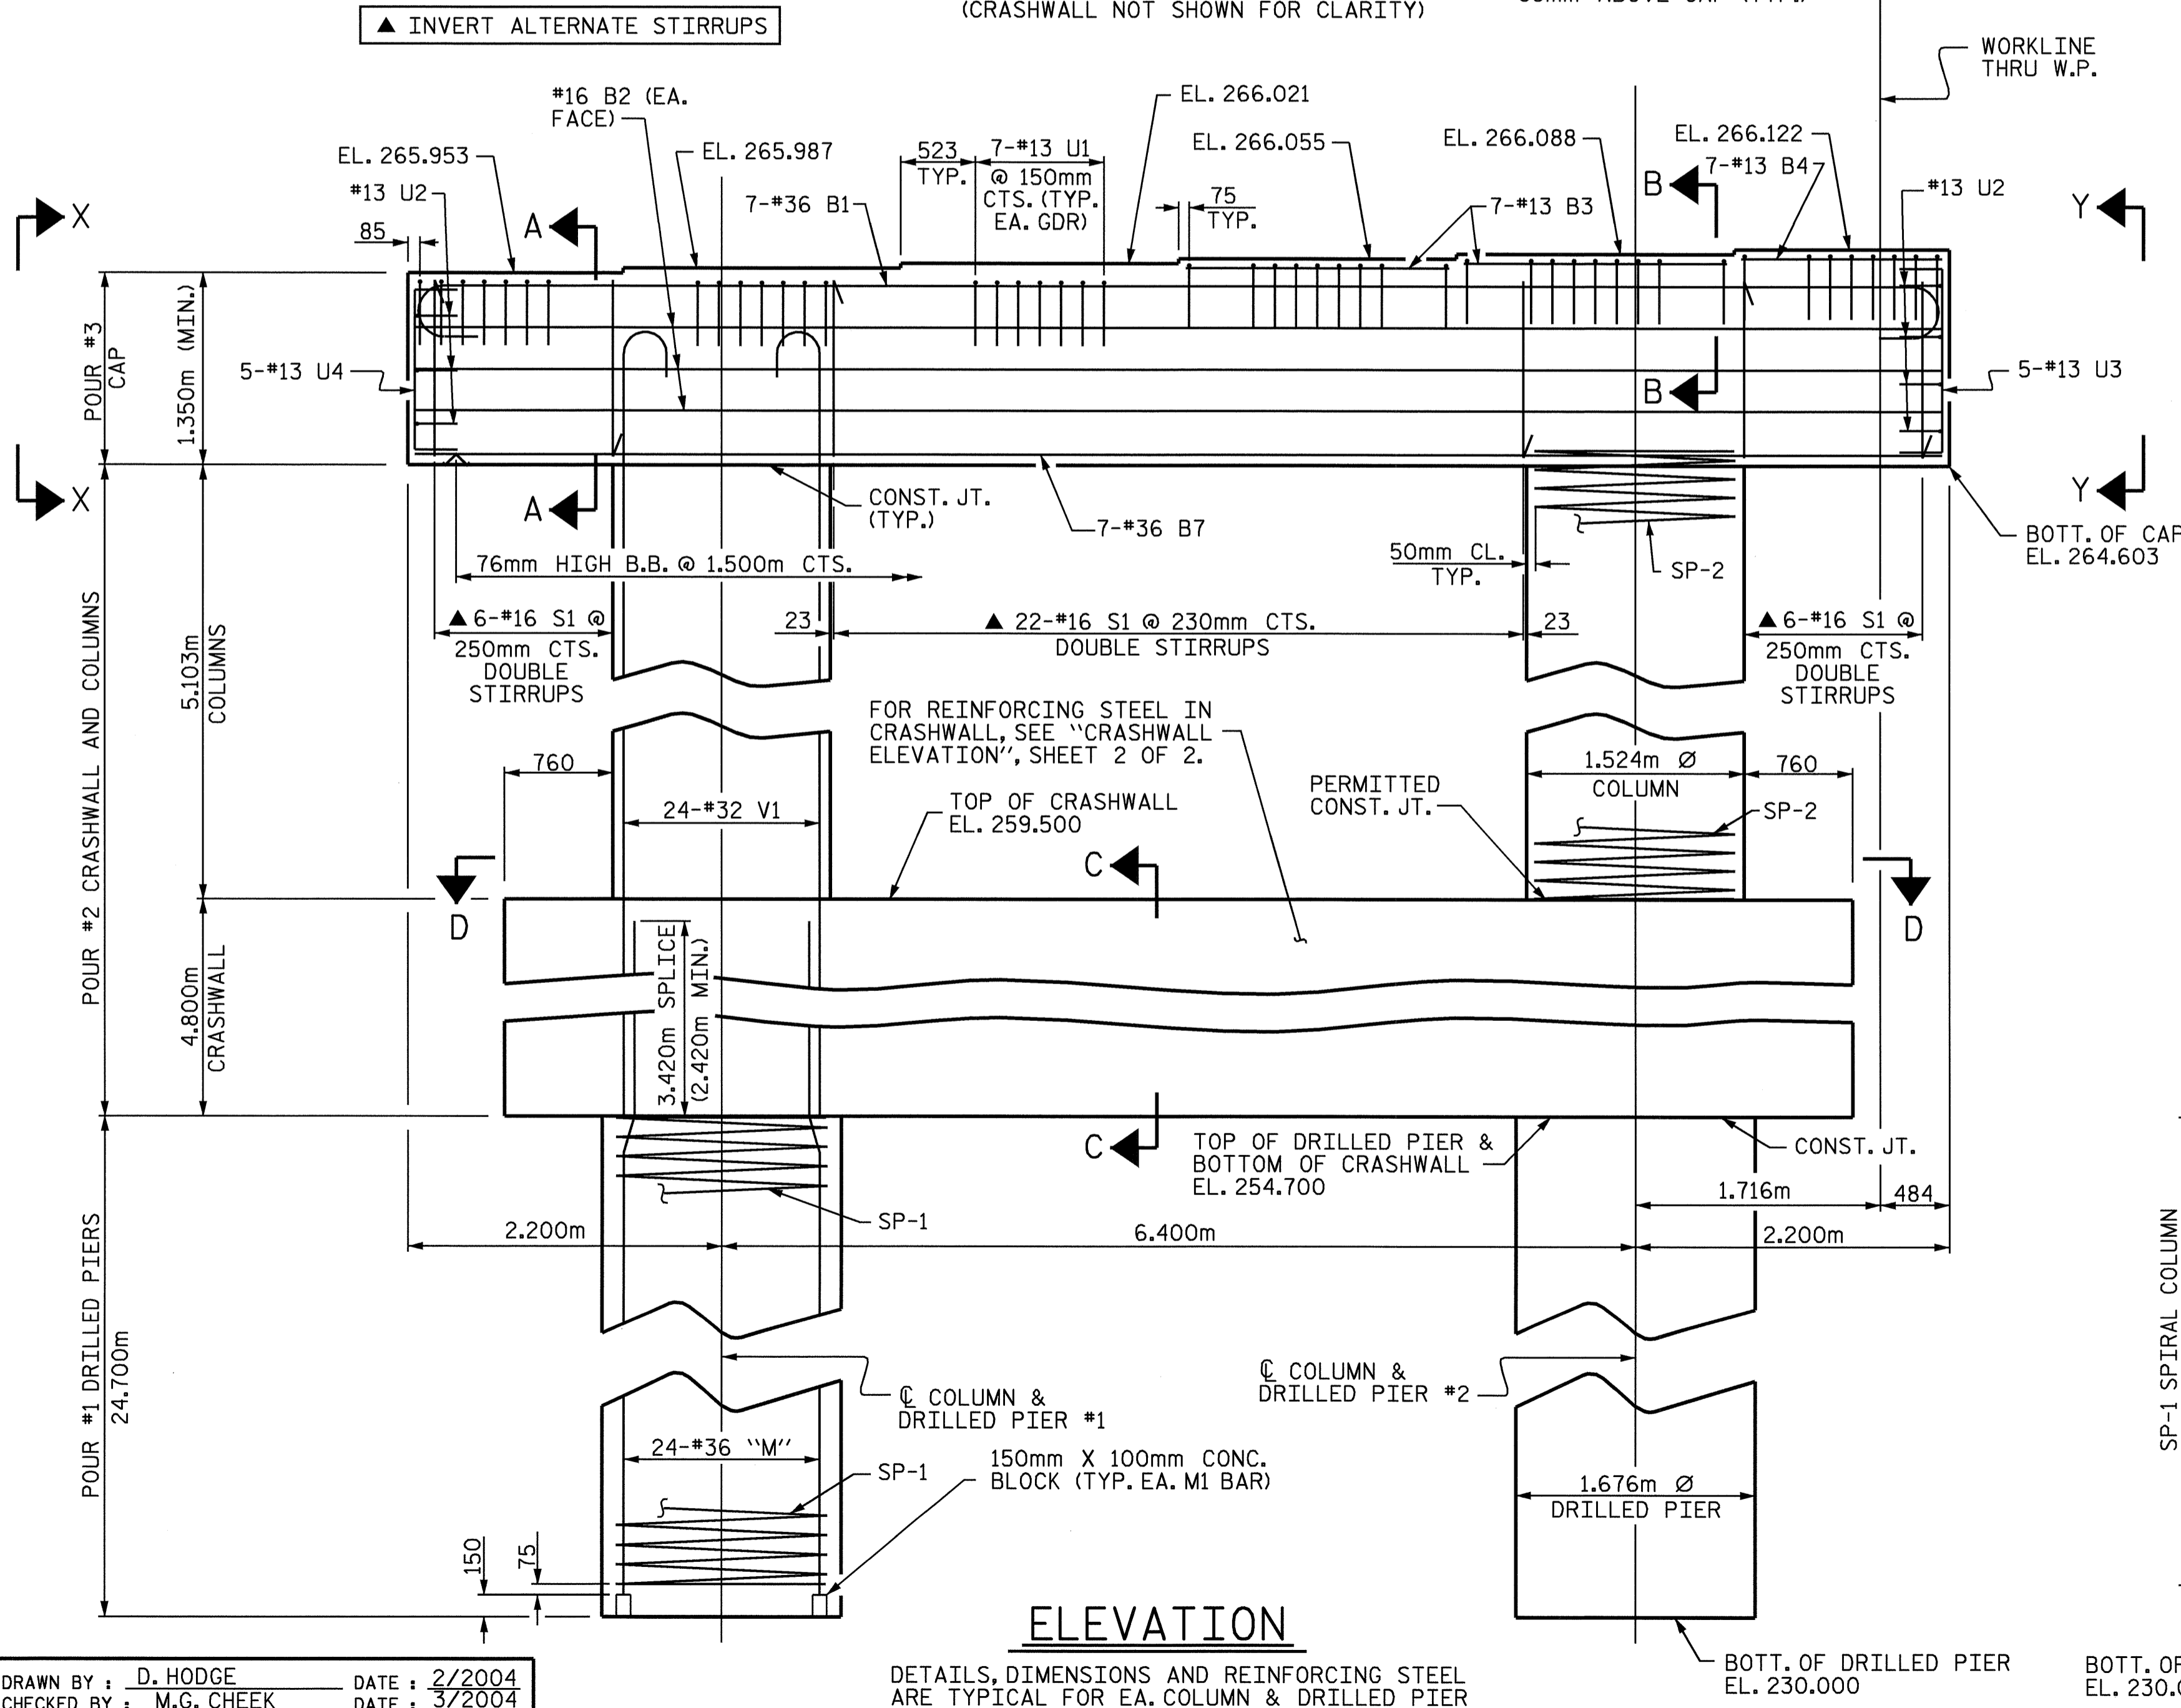 (CRASHWALL NOT SHOWN FOR CLARITY)
▲ INVERT ALTERNATE STIRRUPS
WORKLINE
THRU W.P.
#16 B2 (EA.
FACE)
EL. 266.021
EL. 265.953
EL. 265.987
523
TYP.
7-#13 U1
@ 150mm
CTS. (TYP.
EA. GDR)
EL. 266.055
EL. 266.088
EL. 266.122
7-#13 B4
#13 U2
7-#36 B1
75
TYP.
7-#13 B3
B
#13 U2
X
85
A
Y
POUR #3
CAP
1.350m (MIN.)
5-#13 U4
B
5-#13 U3
X
A
CONST. JT.
(TYP.)
7-#36 B7
Y
BOTT. OF CAP
EL. 264.603
76mm HIGH B.B. @ 1.500m CTS.
50mm CL.
TYP.
SP-2
▲ 6-#16 S1 @
250mm CTS.
DOUBLE
STIRRUPS
23
▲ 22-#16 S1 @ 230mm CTS.
DOUBLE STIRRUPS
23
▲ 6-#16 S1 @
250mm CTS.
DOUBLE
STIRRUPS
POUR #2 CRASHWALL AND COLUMNS
5.103m
COLUMNS
FOR REINFORCING STEEL IN
CRASHWALL, SEE "CRASHWALL
ELEVATION", SHEET 2 OF 2.
760
24-#32 V1
TOP OF CRASHWALL
EL. 259.500
PERMITTED
CONST. JT.
1.524m Ø
COLUMN
760
SP-2
C
D
D
4.800m
CRASHWALL
3.420m SPLICE
(2.420m MIN.)
C
TOP OF DRILLED PIER &
BOTTOM OF CRASHWALL
EL. 254.700
CONST. JT.
1.716m
484
SP-1
2.200m
6.400m
2.200m
POUR #1 DRILLED PIERS
24.700m
SP-1 SPIRAL COLUMN
℄ COLUMN &
DRILLED PIER #1
℄ COLUMN &
DRILLED PIER #2
24-#36 "M"
SP-1
150mm X 100mm CONC.
BLOCK (TYP. EA. M1 BAR)
1.676m Ø
DRILLED PIER
150
75
ELEVATION
DETAILS, DIMENSIONS AND REINFORCING STEEL
ARE TYPICAL FOR EA. COLUMN & DRILLED PIER
BOTT. OF DRILLED PIER
EL. 230.000
BOTT. OF
EL. 230.
DRAWN BY : D. HODGE DATE : 2/2004
CHECKED BY : M.G. CHEEK DATE : 3/2004